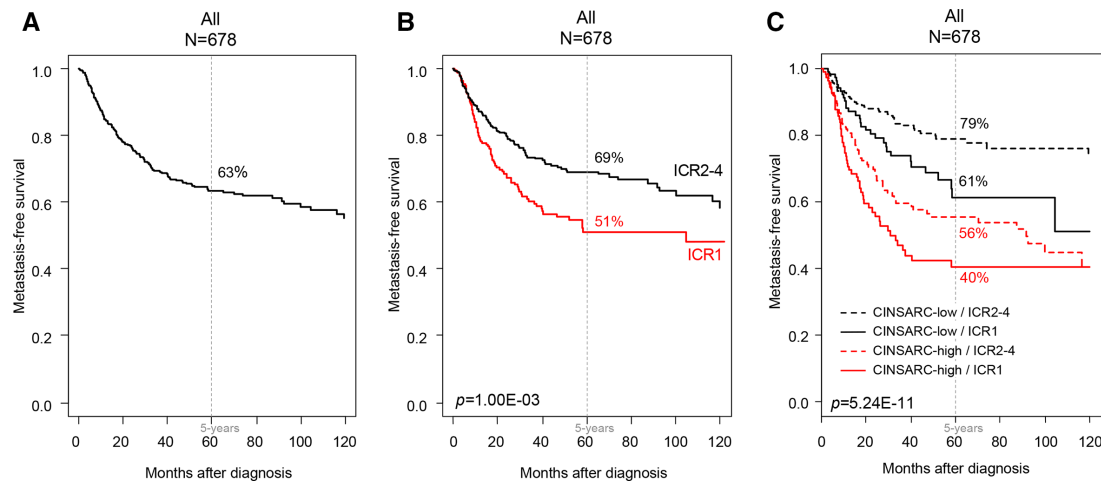 A
All
N=678
Metastasis-free survival
1.0
0.8
0.6
0.4
0.2
0.0
63%
5-years
0 20 40 60 80 100 120
Months after diagnosis
B
All
N=678
Metastasis-free survival
1.0
0.8
0.6
0.4
0.2
0.0
69%
ICR2-4
51%
ICR1
p=1.00E-03
5-years
0 20 40 60 80 100 120
Months after diagnosis
C
All
N=678
Metastasis-free survival
1.0
0.8
0.6
0.4
0.2
0.0
79%
61%
56%
40%
CINSARC-low / ICR2-4
CINSARC-low / ICR1
CINSARC-high / ICR2-4
CINSARC-high / ICR1
p=5.24E-11
5-years
0 20 40 60 80 100 120
Months after diagnosis